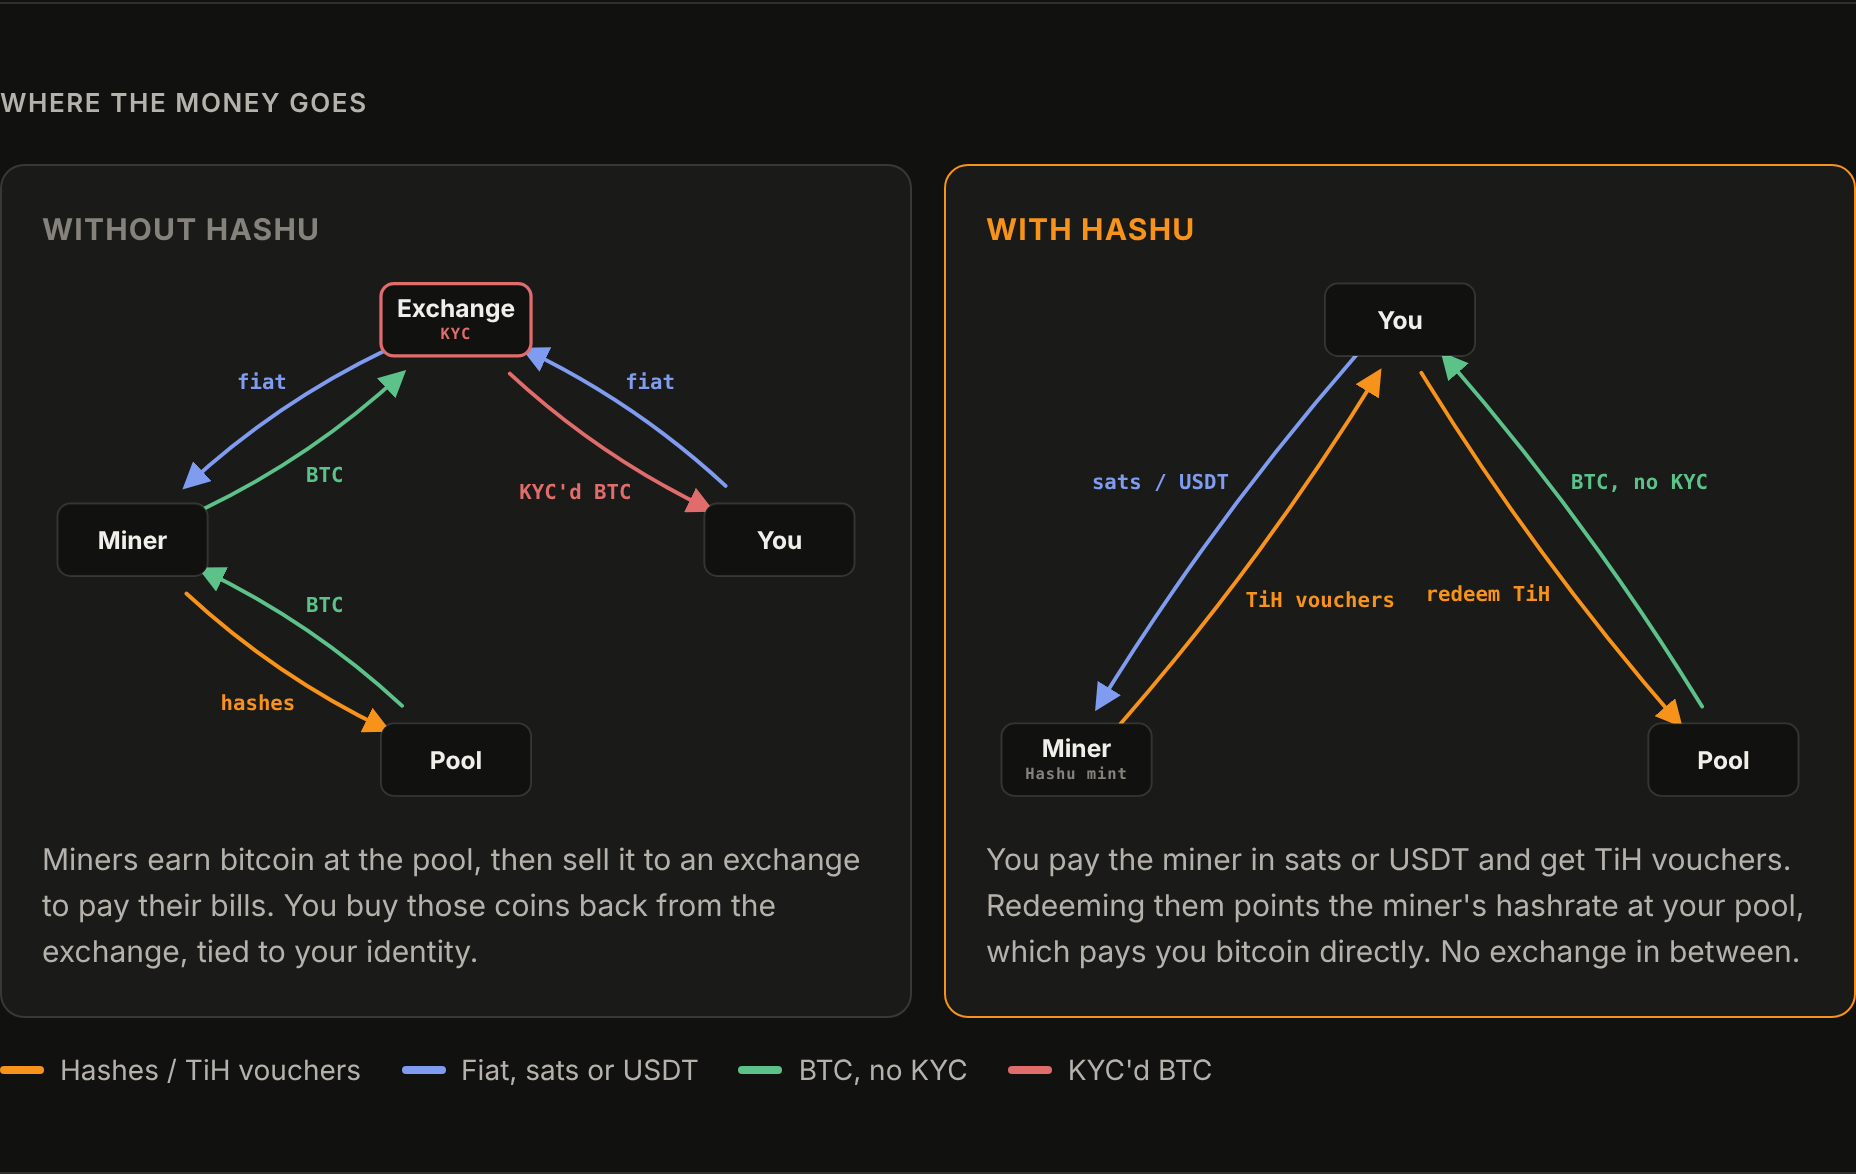 WHERE THE MONEY GOES
WITHOUT HASHU
Exchange
KYC
fiat
fiat
BTC
KYC'd BTC
Miner
You
BTC
hashes
Pool
Miners earn bitcoin at the pool, then sell it to an exchange
to pay their bills. You buy those coins back from the
exchange, tied to your identity.
WITH HASHU
You
sats / USDT
BTC, no KYC
TiH vouchers
redeem TiH
Miner
Hashu mint
Pool
You pay the miner in sats or USDT and get TiH vouchers.
Redeeming them points the miner's hashrate at your pool,
which pays you bitcoin directly. No exchange in between.
Hashes / TiH vouchers
Fiat, sats or USDT
BTC, no KYC
KYC'd BTC